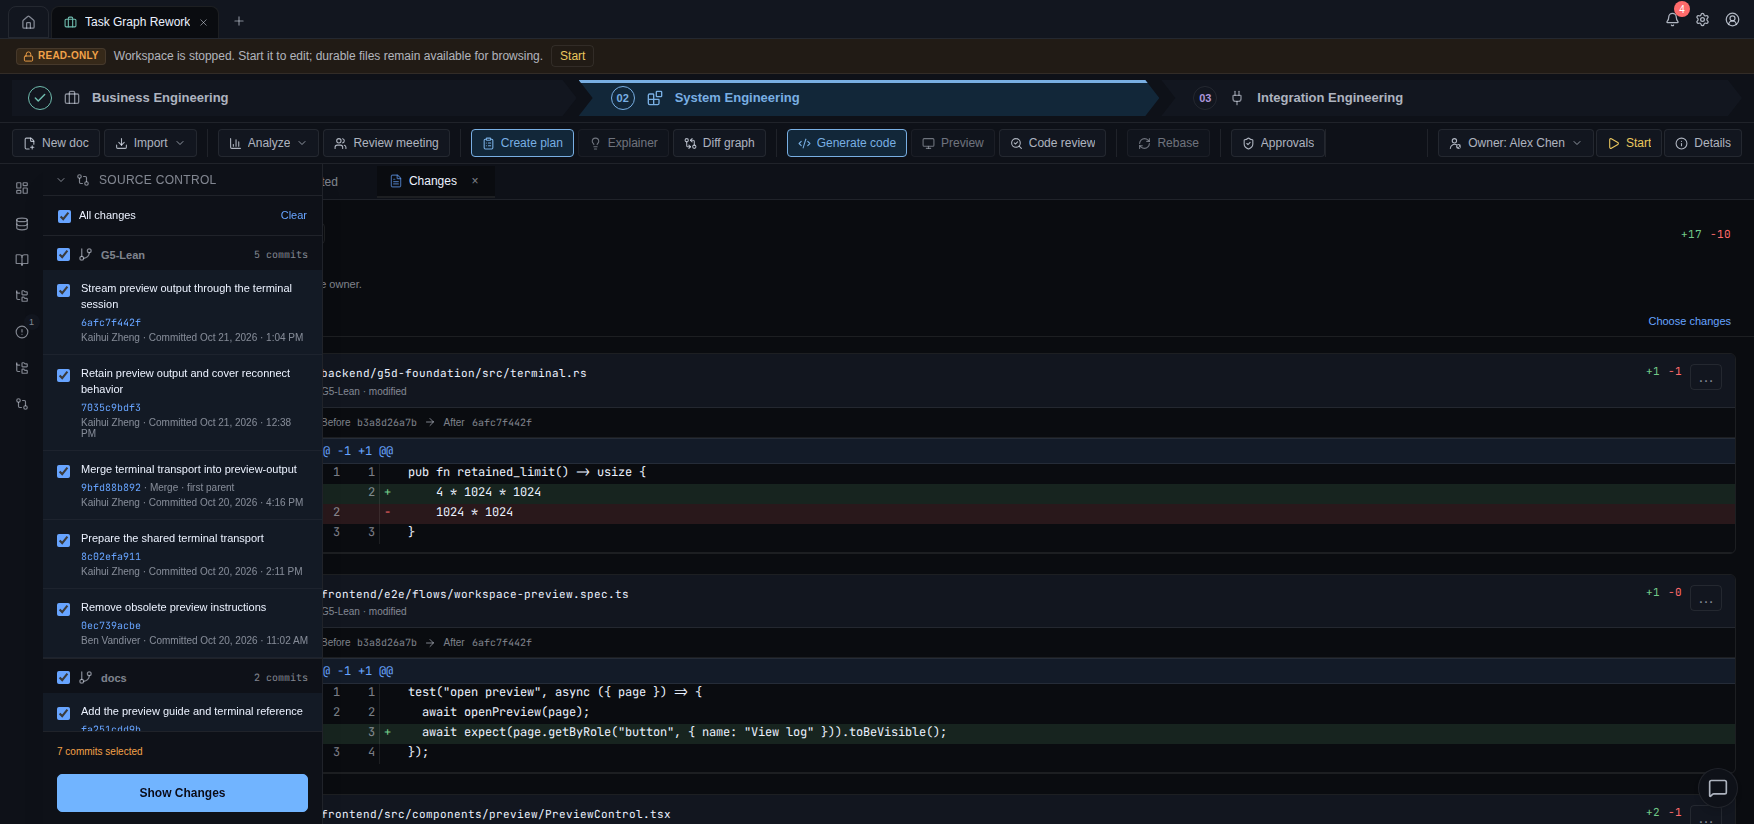 Task Graph Rework
4
READ-ONLY Workspace is stopped. Start it to edit; durable files remain available for browsing. Start
Business Engineering
02 System Engineering
03 Integration Engineering
New doc
Import
Analyze
Review meeting
Create plan
Explainer
Diff graph
Generate code
Preview
Code review
Rebase
Approvals
Owner: Alex Chen
Start
Details
1
SOURCE CONTROL
All changes Clear
G5-Lean 5 commits
Stream preview output through the terminal
session
6afc7f442f
Kaihui Zheng · Committed Oct 21, 2026 · 1:04 PM
Retain preview output and cover reconnect
behavior
7035c9bdf3
Kaihui Zheng · Committed Oct 21, 2026 · 12:38
PM
Merge terminal transport into preview-output
9bfd88b892 · Merge · first parent
Kaihui Zheng · Committed Oct 20, 2026 · 4:16 PM
Prepare the shared terminal transport
8c02efa911
Kaihui Zheng · Committed Oct 20, 2026 · 2:11 PM
Remove obsolete preview instructions
0ec739acbe
Ben Vandiver · Committed Oct 20, 2026 · 11:02 AM
docs 2 commits
Add the preview guide and terminal reference
fa251cdd9b
7 commits selected
Show Changes
Changes ×
+17 -10
owner.
Choose changes
backend/g5d-foundation/src/terminal.rs
+1 -1 ...
G5-Lean · modified
Before b3a8d26a7b → After 6afc7f442f
@ -1 +1 @@
1 1 pub fn retained_limit() -> usize {
2 + 4 * 1024 * 1024
2 - 1024 * 1024
3 3 }
frontend/e2e/flows/workspace-preview.spec.ts
+1 -0 ...
G5-Lean · modified
Before b3a8d26a7b → After 6afc7f442f
@ -1 +1 @@
1 1 test("open preview", async ({ page }) => {
2 2 await openPreview(page);
3 + await expect(page.getByRole("button", { name: "View log" })).toBeVisible();
3 4 });
frontend/src/components/preview/PreviewControl.tsx
+2 -1 ...